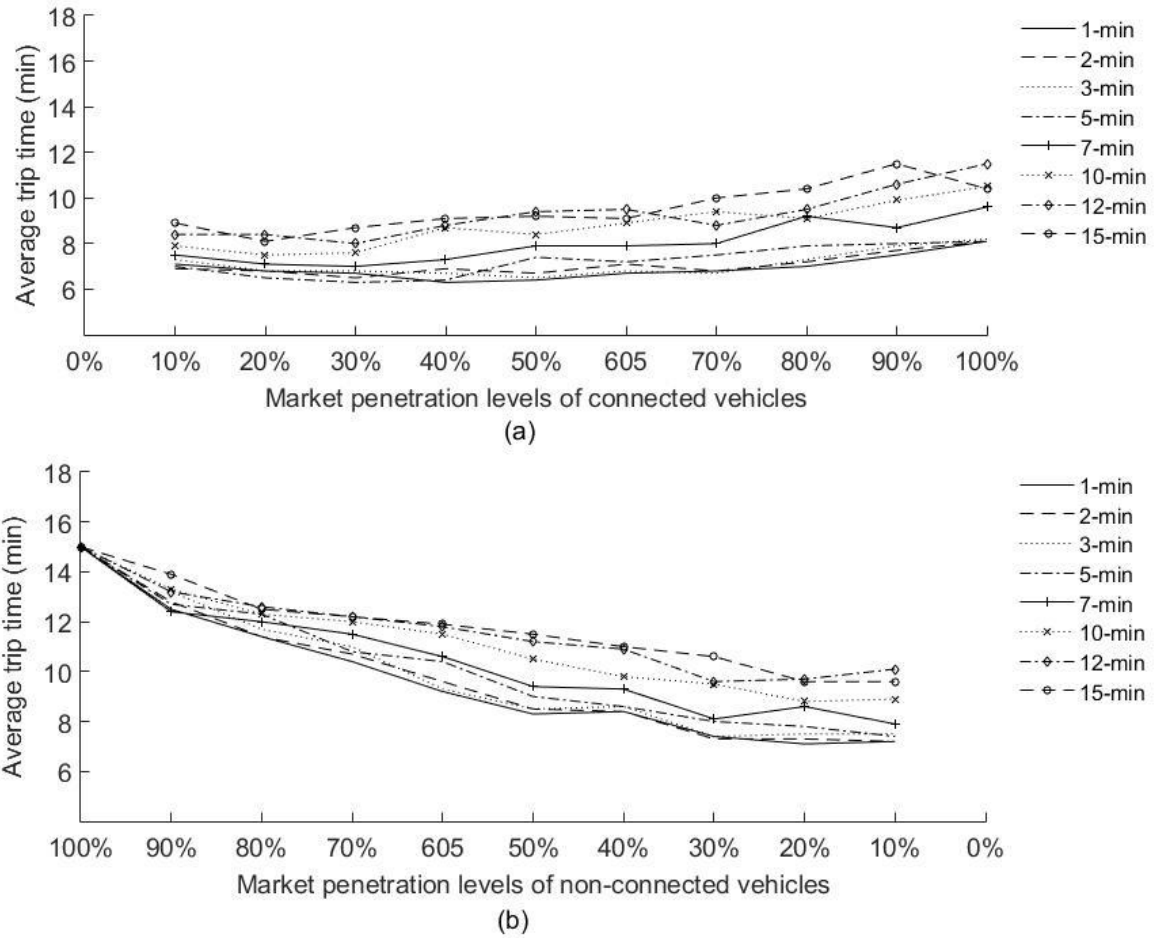 18
16
14
12
10
8
6
Average trip time (min)
0% 10% 20% 30% 40% 50% 605 70% 80% 90% 100%
Market penetration levels of connected vehicles
(a)
1-min
2-min
3-min
5-min
7-min
10-min
12-min
15-min
18
16
14
12
10
8
6
Average trip time (min)
100% 90% 80% 70% 605 50% 40% 30% 20% 10% 0%
Market penetration levels of non-connected vehicles
(b)
1-min
2-min
3-min
5-min
7-min
10-min
12-min
15-min